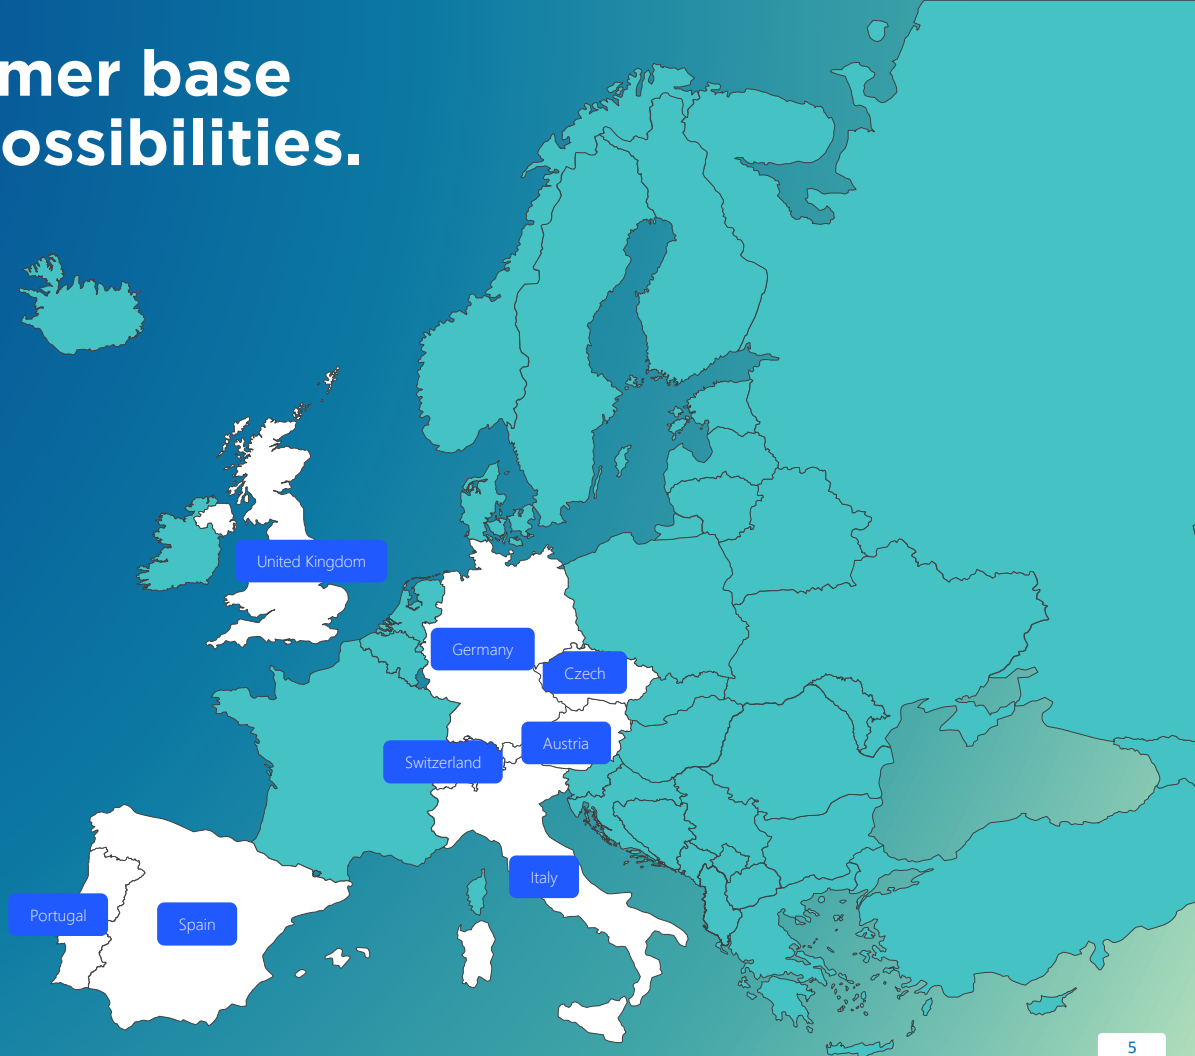 mer base
ossibilities.
United Kingdom
Germany
Czech
Austria
Switzerland
Italy
Portugal
Spain
5